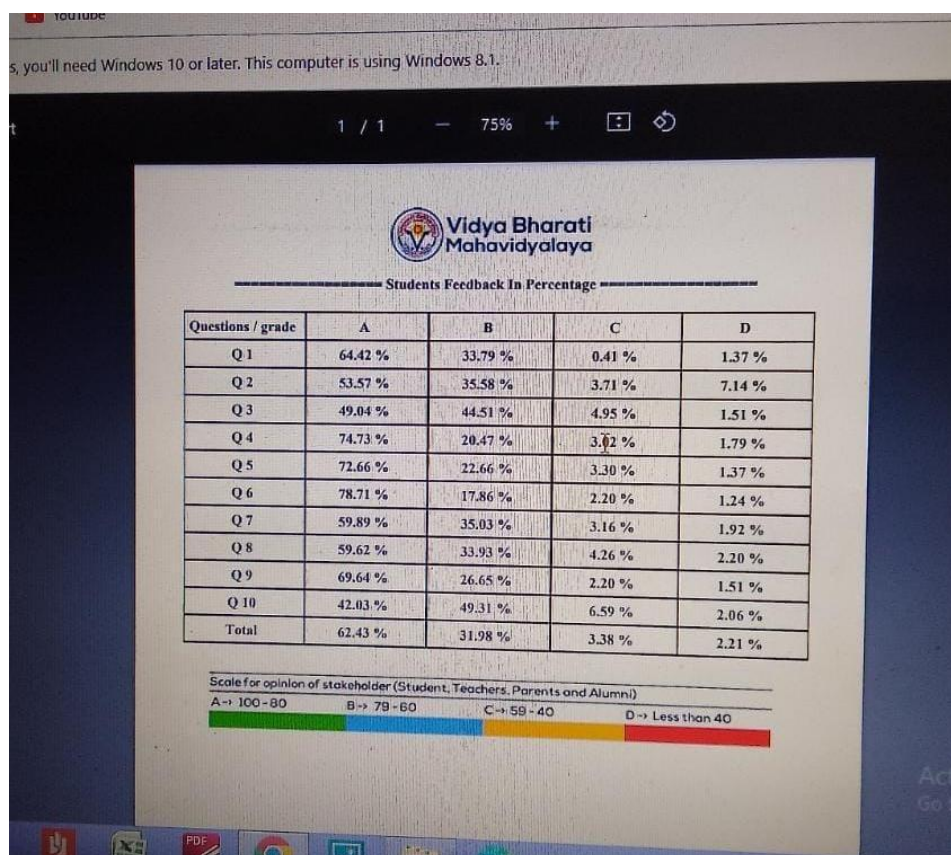 YouTube
s, you'll need Windows 10 or later. This computer is using Windows 8.1.
1 / 1 — 75% +
Vidya Bharati
Mahavidyalaya
Students Feedback In Percentage
Questions / grade A B C D
Q 1 64.42 % 33.79 % 0.41 % 1.37 %
Q 2 53.57 % 35.58 % 3.71 % 7.14 %
Q 3 49.04 % 44.51 % 4.95 % 1.51 %
Q 4 74.73 % 20.47 % 3.02 % 1.79 %
Q 5 72.66 % 22.66 % 3.30 % 1.37 %
Q 6 78.71 % 17.86 % 2.20 % 1.24 %
Q 7 59.89 % 35.03 % 3.16 % 1.92 %
Q 8 59.62 % 33.93 % 4.26 % 2.20 %
Q 9 69.64 % 26.65 % 2.20 % 1.51 %
Q 10 42.03 % 49.31 % 6.59 % 2.06 %
Total 62.43 % 31.98 % 3.38 % 2.21 %
Scale for opinion of stakeholder (Student, Teachers, Parents and Alumni)
A→ 100-80 B→ 79-60 C→ 59-40 D→ Less than 40
PDF